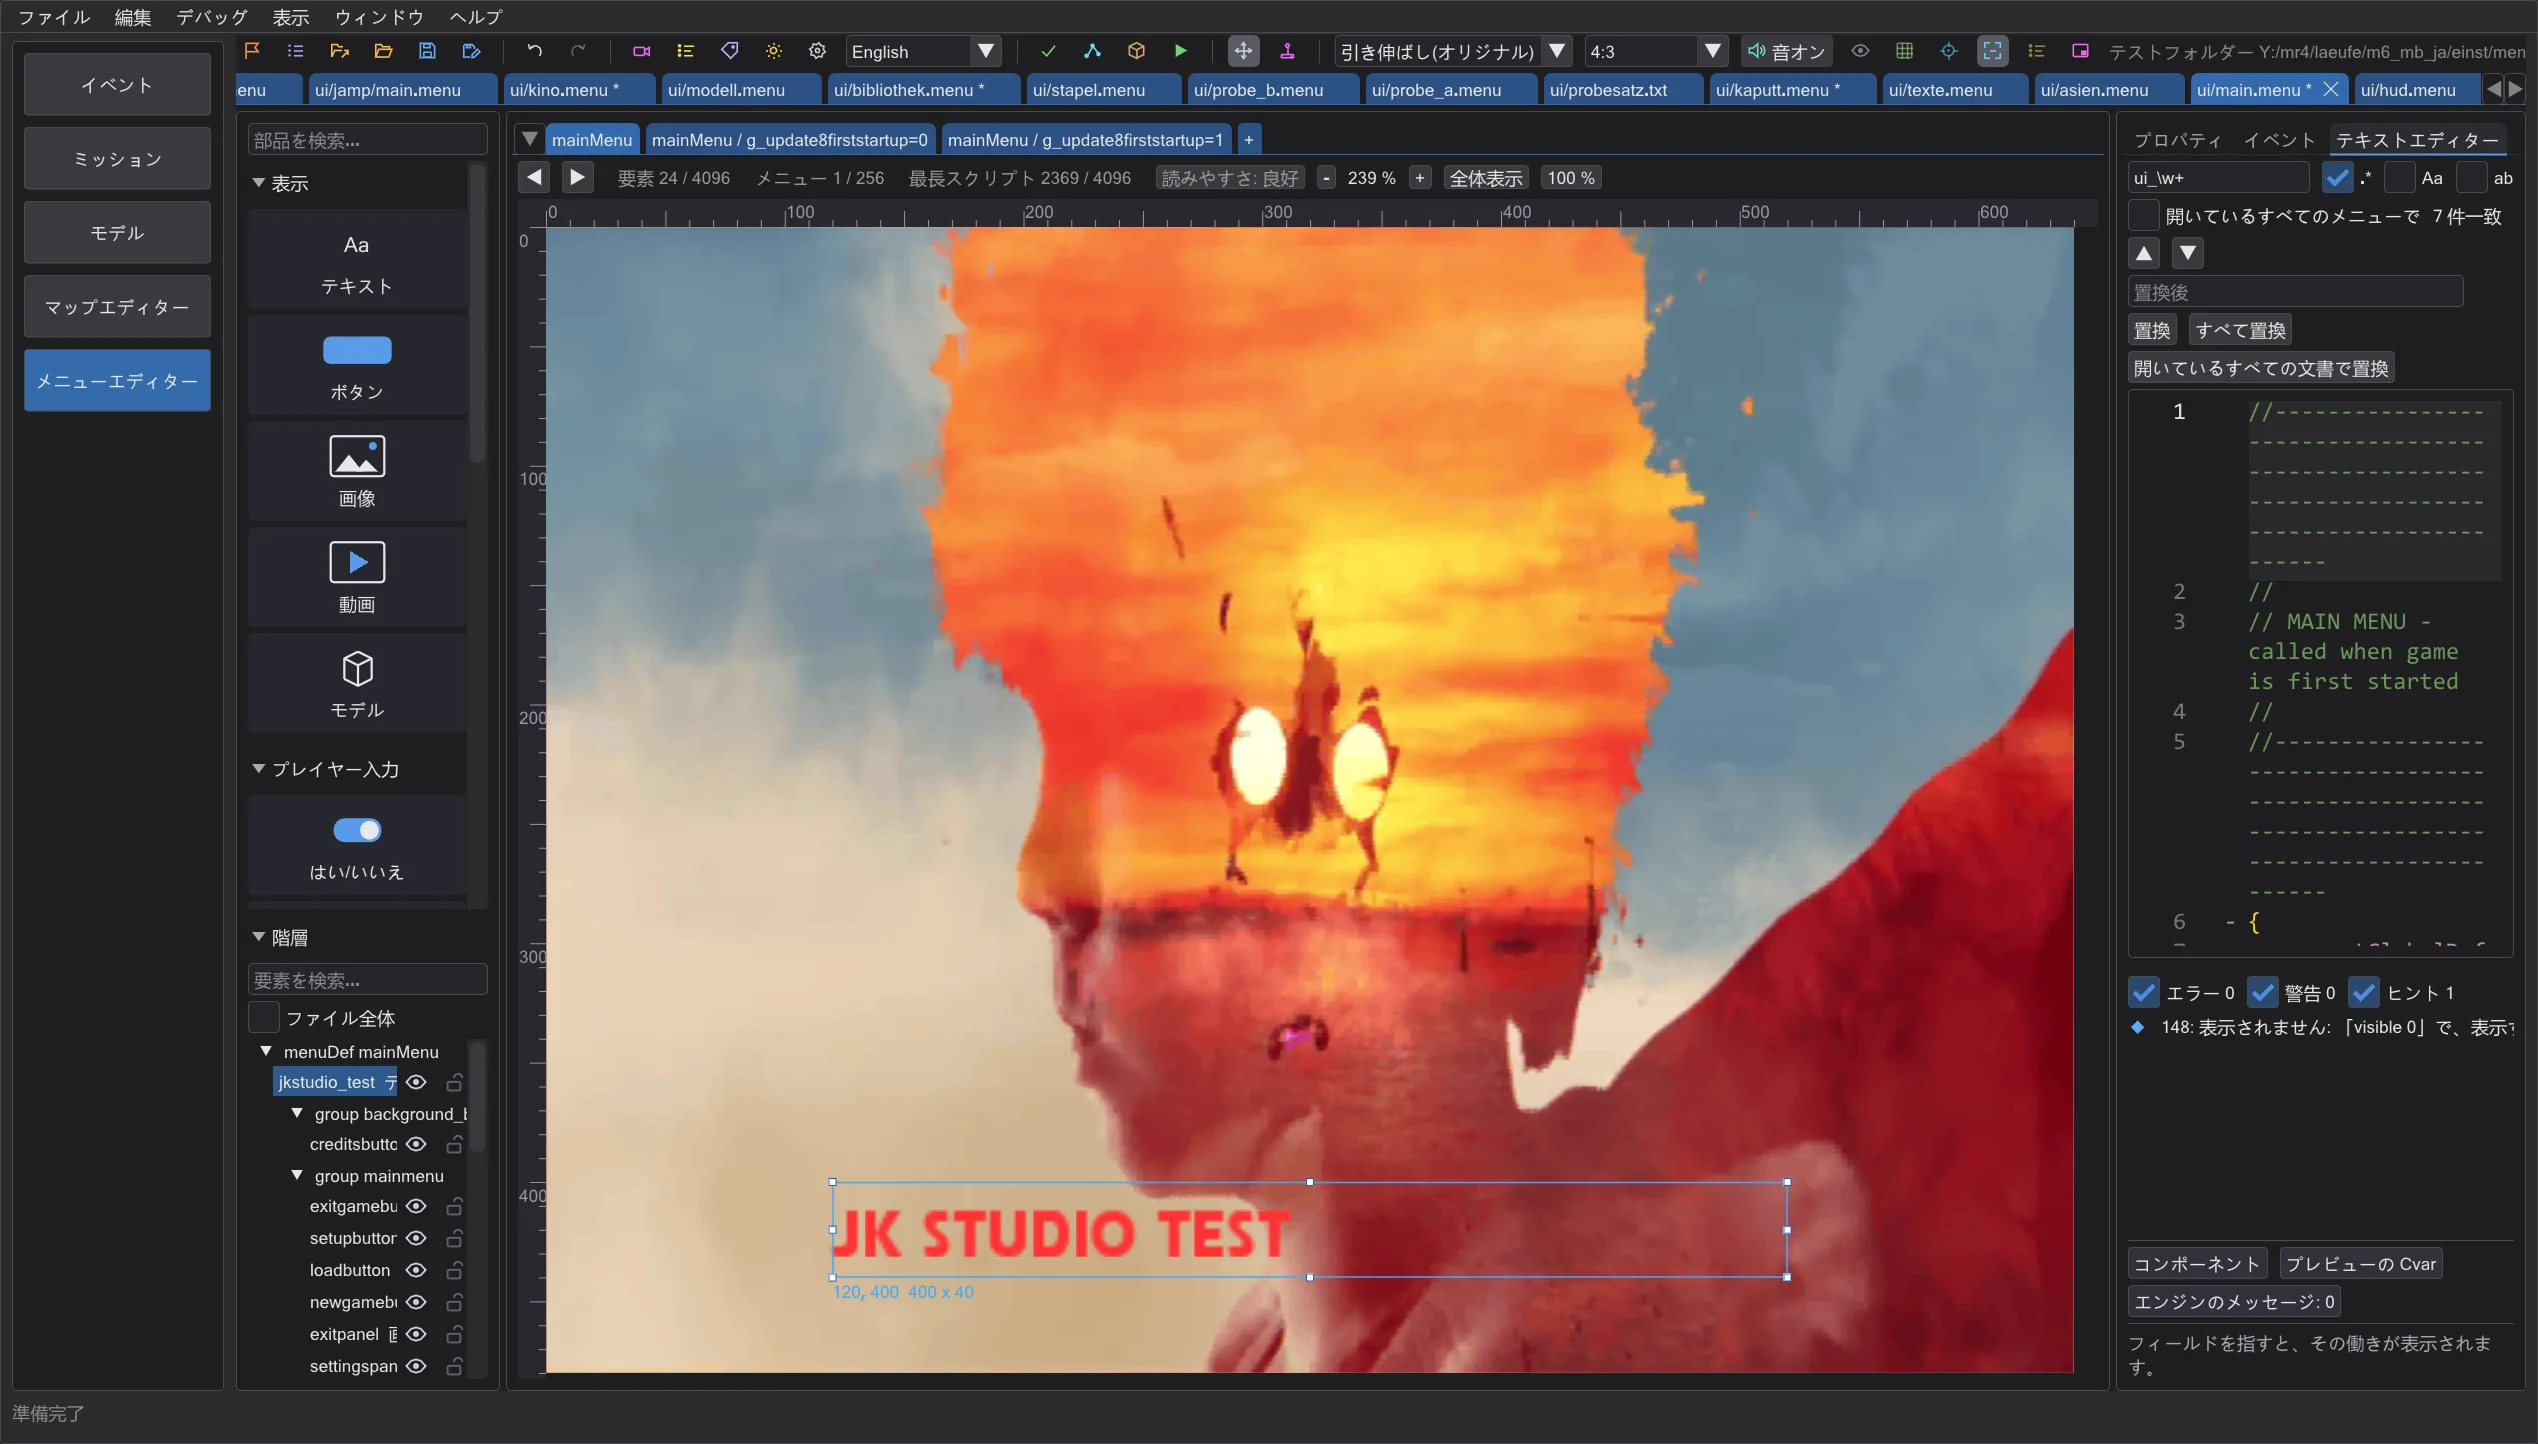 ファイル 編集 デバッグ 表示 ウィンドウ ヘルプ
English 引き伸ばし(オリジナル) 4:3 音オン テストフォルダー Y:/mr4/laeufe/m6_mb_ja/einst/men
enu ui/jamp/main.menu ui/kino.menu * ui/modell.menu ui/bibliothek.menu * ui/stapel.menu ui/probe_b.menu ui/probe_a.menu ui/probesatz.txt ui/kaputt.menu * ui/texte.menu ui/asien.menu ui/main.menu * ui/hud.menu
イベント
ミッション
モデル
マップエディター
メニューエディター
部品を検索...
表示
Aa
テキスト
ボタン
画像
動画
モデル
プレイヤー入力
はい/いいえ
階層
要素を検索...
ファイル全体
menuDef mainMenu
jkstudio_test テ
group background_b
creditsbutto
group mainmenu
exitgamebu
setupbutton
loadbutton
newgamebu
exitpanel 画
settingspan
mainMenu mainMenu / g_update8firststartup=0 mainMenu / g_update8firststartup=1 +
要素 24 / 4096 メニュー 1 / 256 最長スクリプト 2369 / 4096 読みやすさ: 良好 - 239 % + 全体表示 100 %
0 100 200 300 400 500 600
0
100
200
300
400
JK STUDIO TEST
120, 400 400 x 40
プロパティ イベント テキストエディター
ui_\w+ .* Aa ab
開いているすべてのメニューで 7 件一致
置換後
置換 すべて置換
開いているすべての文書で置換
1 //----------------
----------------
----------------
----------------
----------------
------
2 //
3 // MAIN MENU -
called when game
is first started
4 //
5 //----------------
----------------
----------------
----------------
----------------
------
6 - {
エラー 0 警告 0 ヒント 1
148: 表示されません: 「visible 0」で、表示す
コンポーネント プレビューの Cvar
エンジンのメッセージ: 0
フィールドを指すと、その働きが表示されま
す。
準備完了